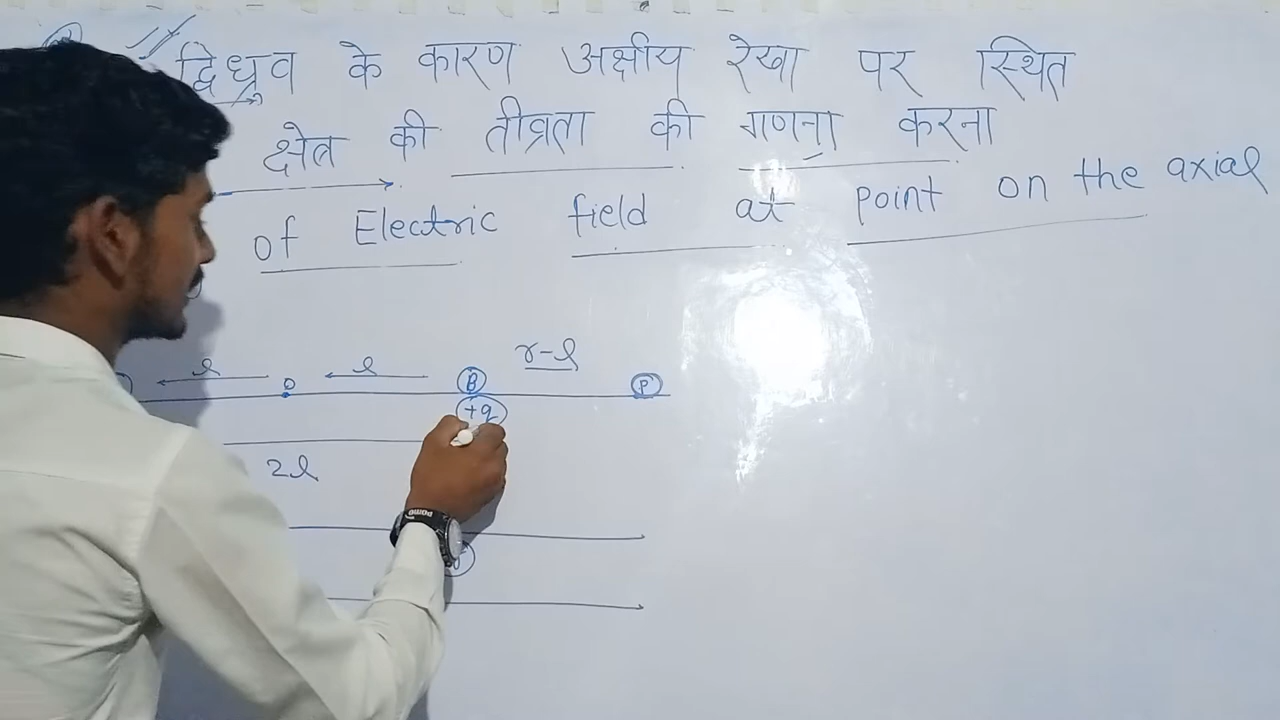 द्विध्रुव के कारण अक्षीय रेखा पर स्थित
क्षेत्र की तीव्रता की गणना करना
of Electric field at point on the axial
l l r-l
O B P
+q
2l